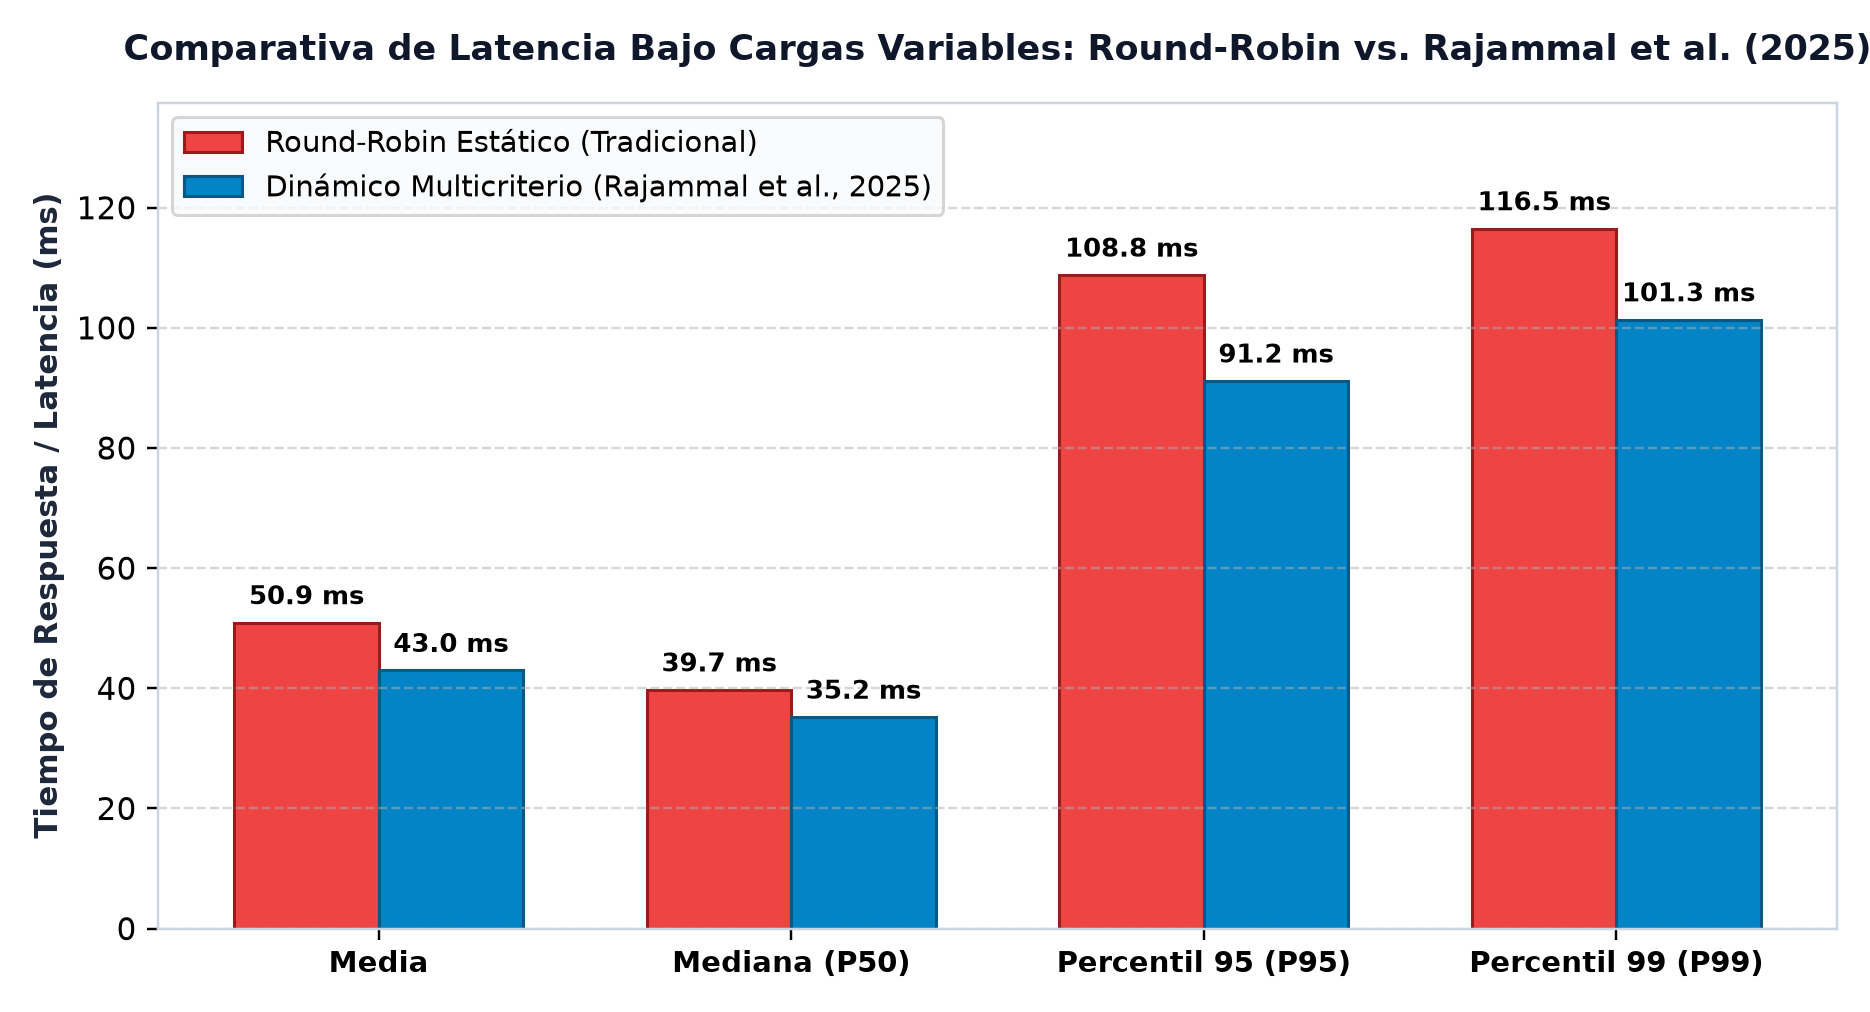 Comparativa de Latencia Bajo Cargas Variables: Round-Robin vs. Rajammal et al. (2025)
Round-Robin Estático (Tradicional)
Dinámico Multicriterio (Rajammal et al., 2025)
Tiempo de Respuesta / Latencia (ms)
120
100
80
60
40
20
0
50.9 ms
43.0 ms
39.7 ms
35.2 ms
108.8 ms
91.2 ms
116.5 ms
101.3 ms
Media
Mediana (P50)
Percentil 95 (P95)
Percentil 99 (P99)